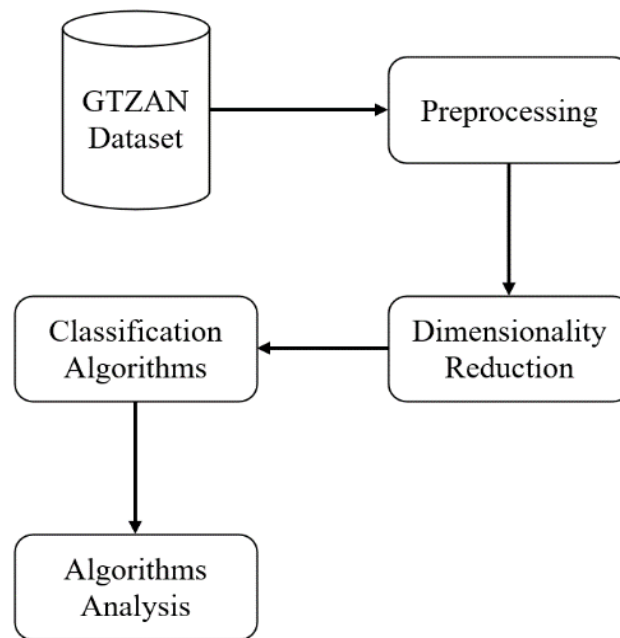 GTZAN
Dataset
Preprocessing
Dimensionality
Reduction
Classification
Algorithms
Algorithms
Analysis